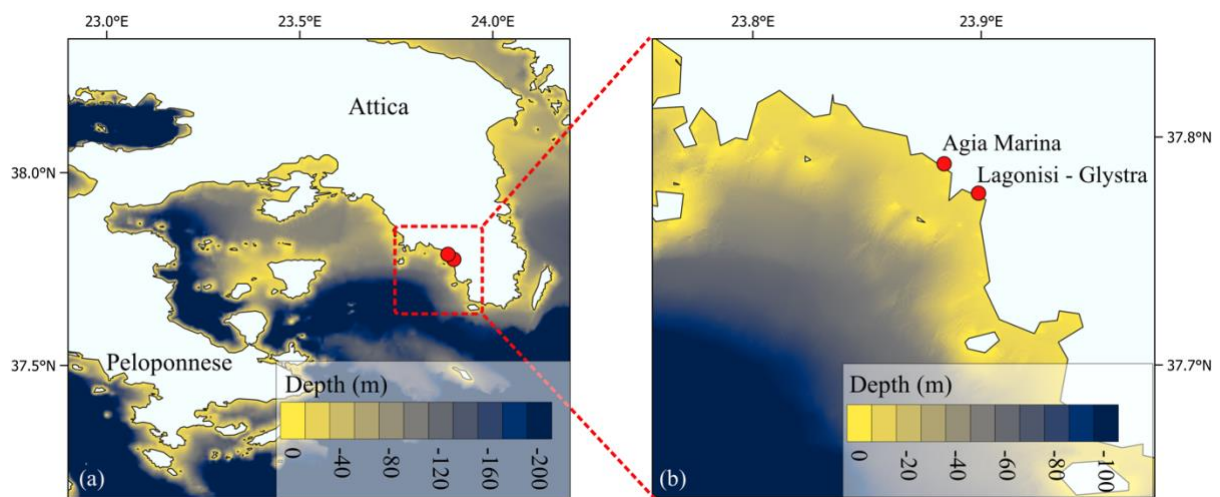 23.0°E 23.5°E 24.0°E
23.8°E 23.9°E
Attica
38.0°N
37.8°N
Agia Marina
Lagonisi - Glystra
Peloponnese
37.5°N
37.7°N
Depth (m)
0 -40 -80 -120 -160 -200
(a)
Depth (m)
0 -20 -40 -60 -80 -100
(b)